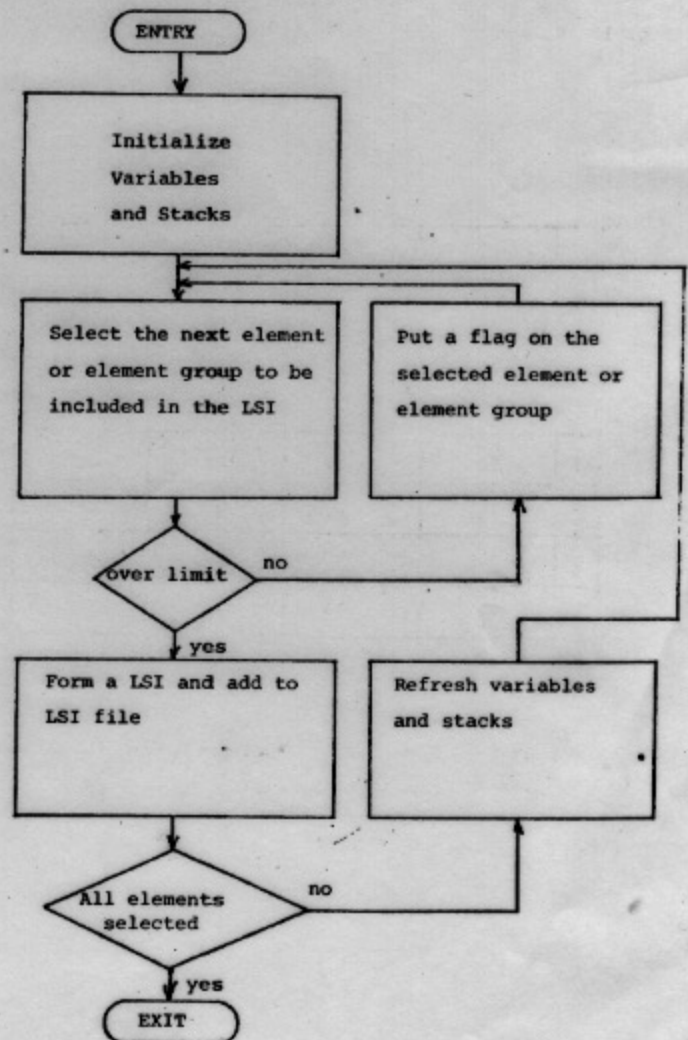 ENTRY
Initialize
Variables
and Stacks
Select the next element
or element group to be
included in the LSI
Put a flag on the
selected element or
element group
over limit
no
yes
Form a LSI and add to
LSI file
Refresh variables
and stacks
All elements
selected
no
yes
EXIT